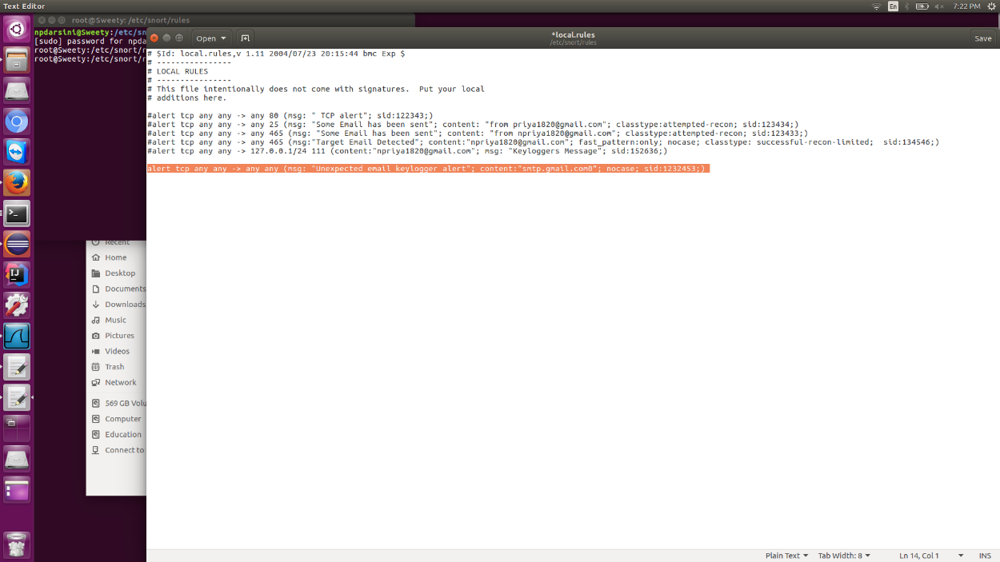 Text Editor
En
7:22 PM
root@Sweety: /etc/snort/rules
npdarsini@Sweety:/etc/sn
[sudo] password for npda
root@Sweety:/etc/snort/r
root@Sweety:/etc/snort/r
Open
*local.rules
/etc/snort/rules
Save
# $Id: local.rules,v 1.11 2004/07/23 20:15:44 bmc Exp $
# ----------------
# LOCAL RULES
# ----------------
# This file intentionally does not come with signatures.  Put your local
# additions here.
#alert tcp any any -> any 80 (msg: " TCP alert"; sid:122343;)
#alert tcp any any -> any 25 (msg: "Some Email has been sent"; content: "from priya1820@gmail.com"; classtype:attempted-recon; sid:123434;)
#alert tcp any any -> any 465 (msg: "Some Email has been sent"; content: "from npriya1820@gmail.com"; classtype:attempted-recon; sid:123433;)
#alert tcp any any -> any 465 (msg:"Target Email Detected"; content:"npriya1820@gmail.com"; fast_pattern:only; nocase; classtype: successful-recon-limited;  sid:134546;)
#alert tcp any any -> 127.0.0.1/24 111 (content:"npriya1820@gmail.com"; msg: "Keyloggers Message"; sid:152636;)
alert tcp any any -> any any (msg: "Unexpected email keylogger alert"; content:"smtp.gmail.com0"; nocase; sid:1232453;)
Recent
Home
Desktop
Documents
Downloads
Music
Pictures
Videos
Trash
Network
569 GB Volu
Computer
Education
Connect to
IJ
Plain Text
Tab Width: 8
Ln 14, Col 1
INS